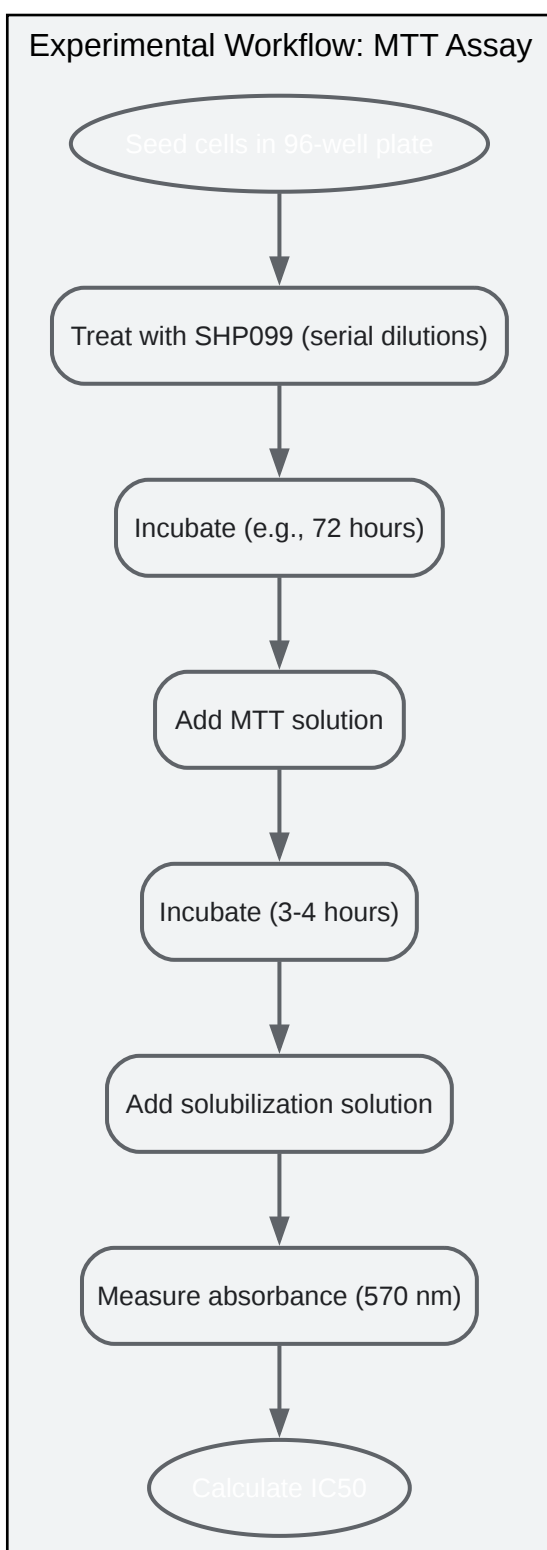 Experimental Workflow: MTT Assay
Seed cells in 96-well plate
Treat with SHP099 (serial dilutions)
Incubate (e.g., 72 hours)
Add MTT solution
Incubate (3-4 hours)
Add solubilization solution
Measure absorbance (570 nm)
Calculate IC50